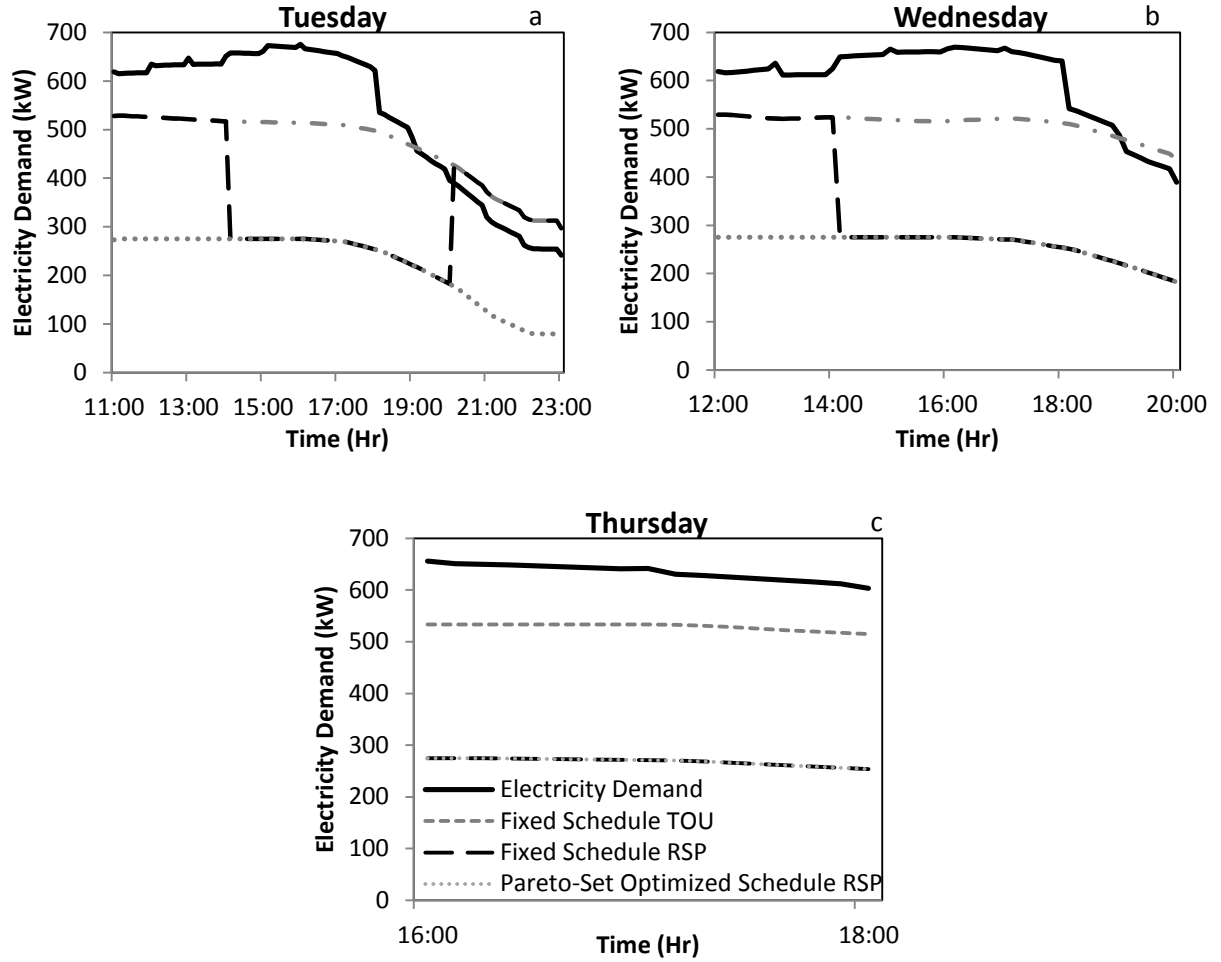 Tuesday
a
Electricity Demand (kW)
700
600
500
400
300
200
100
0
11:00 13:00 15:00 17:00 19:00 21:00 23:00
Time (Hr)
Wednesday
b
Electricity Demand (kW)
700
600
500
400
300
200
100
0
12:00 14:00 16:00 18:00 20:00
Time (Hr)
Thursday
c
Electricity Demand (kW)
700
600
500
400
300
200
100
0
Electricity Demand
Fixed Schedule TOU
Fixed Schedule RSP
Pareto-Set Optimized Schedule RSP
16:00 18:00
Time (Hr)